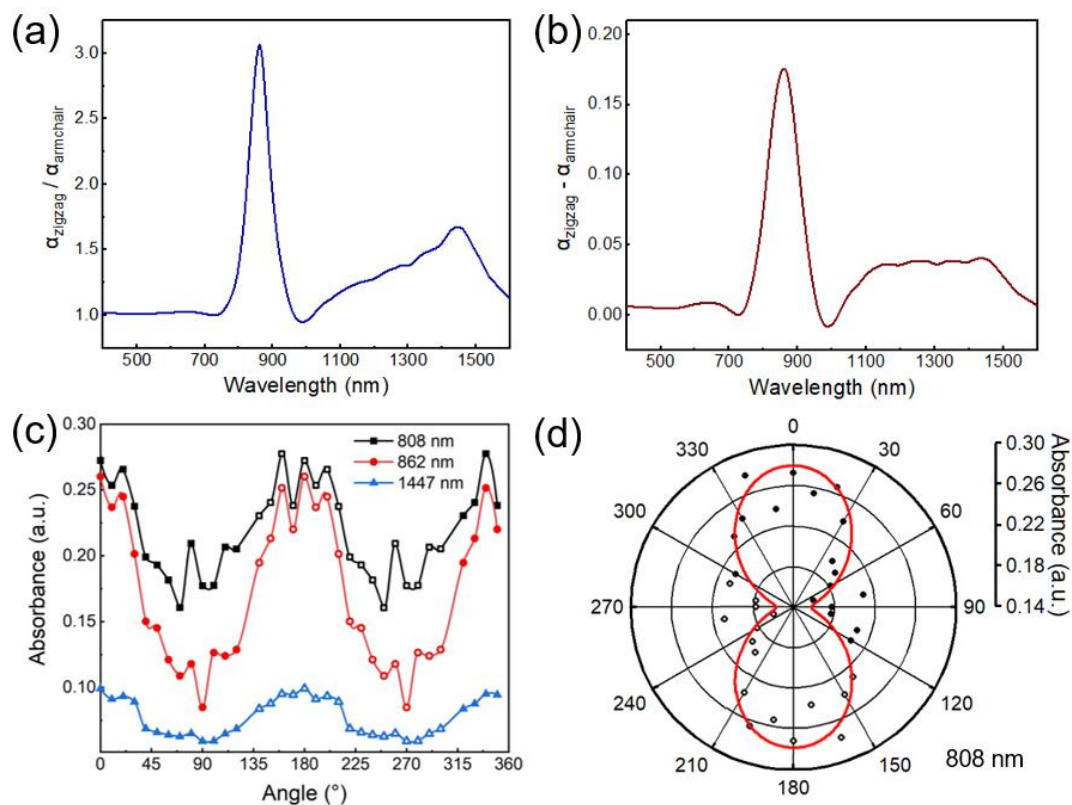 (a)
α zigzag / α armchair
3.0
2.5
2.0
1.5
1.0
500 700 900 1100 1300 1500
Wavelength (nm)
(b)
α zigzag - α armchair
0.20
0.15
0.10
0.05
0.00
500 700 900 1100 1300 1500
Wavelength (nm)
(c)
Absorbance (a.u.)
0.30
0.25
0.20
0.15
0.10
808 nm
862 nm
1447 nm
0 45 90 135 180 225 270 315 360
Angle (°)
(d)
0
330 30
300 60
270 90
240 120
210 150
180
0.30
0.26
0.22
0.18
0.14
Absorbance (a.u.)
808 nm